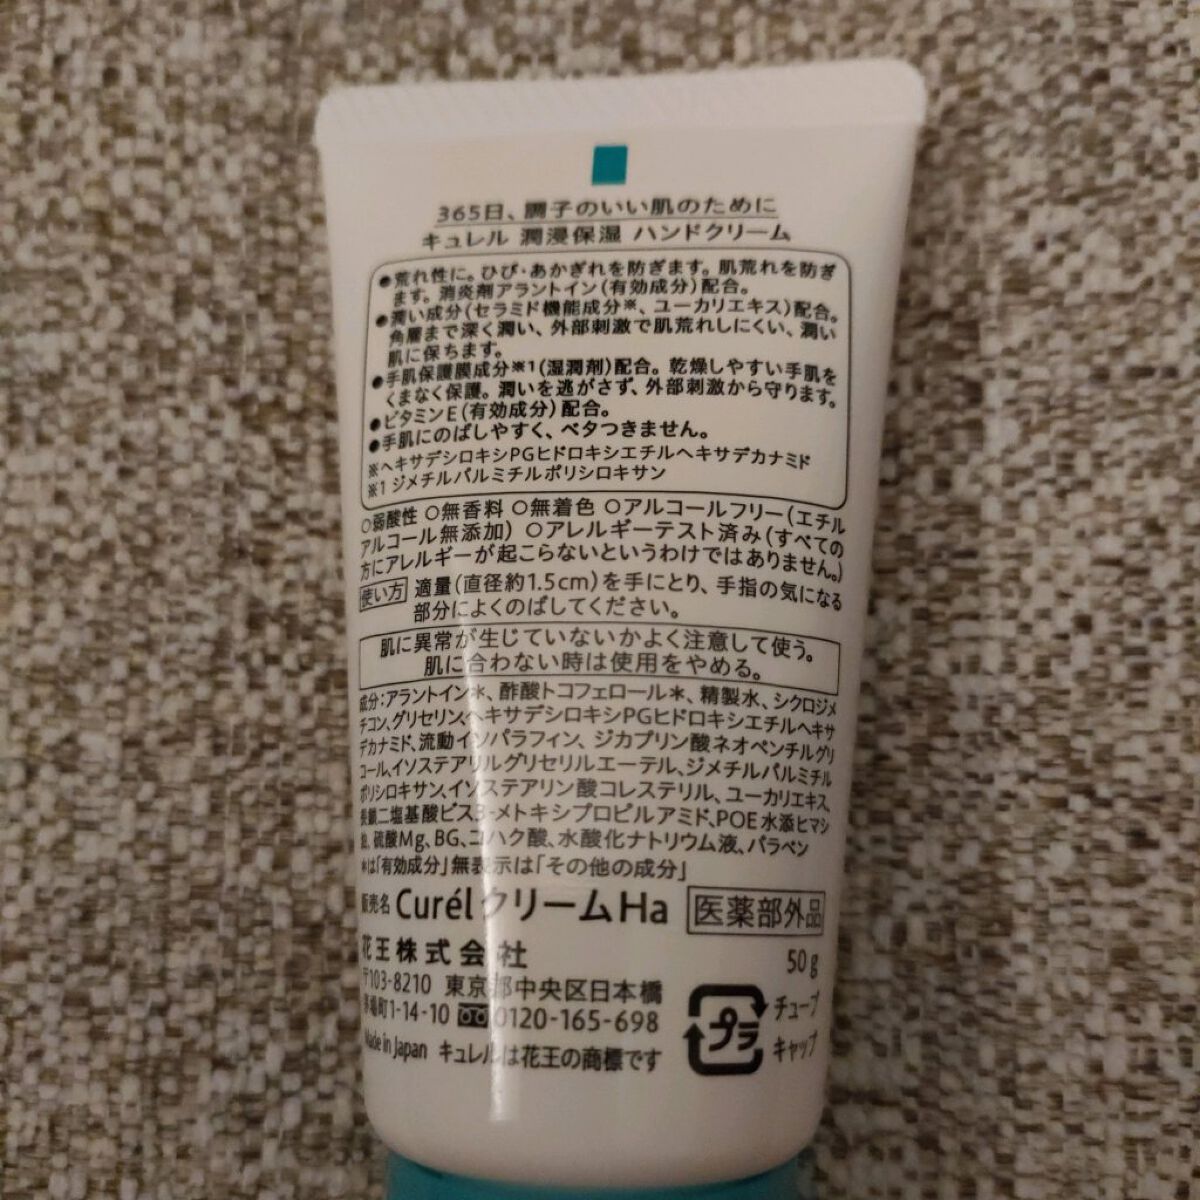 365日、調子のいい肌のために
キュレル 潤浸保湿 ハンドクリーム
●荒れ性に。ひび・あかぎれを防ぎます。肌荒れを防ぎ
ます。消炎剤アラントイン(有効成分)配合。
●潤い成分(セラミド機能成分※、ユーカリエキス)配合。
角層まで深く潤い、外部刺激で肌荒れしにくい、潤い
肌に保ちます。
●手肌保護膜成分※1(湿潤剤)配合。乾燥しやすい手肌を
くまなく保護。潤いを逃がさず、外部刺激から守ります。
●ビタミンE(有効成分)配合。
●手肌にのばしやすく、ベタつきません。
※ヘキサデシロキシPGヒドロキシエチルヘキサデカナミド
※1 ジメチルパルミチルポリシロキサン
○弱酸性 ○無香料 ○無着色 ○アルコールフリー(エチル
アルコール無添加) ○アレルギーテスト済み(すべての
方にアレルギーが起こらないというわけではありません。)
使い方 適量(直径約1.5cm)を手にとり、手指の気になる
部分によくのばしてください。
肌に異常が生じていないかよく注意して使う。
肌に合わない時は使用をやめる。
成分:アラントイン*、酢酸トコフェロール*、精製水、シクロジメ
チコン、グリセリン、ヘキサデシロキシPGヒドロキシエチルヘキサ
デカナミド、流動イソパラフィン、ジカプリン酸ネオペンチルグリ
コール、イソステアリルグリセリルエーテル、ジメチルパルミチル
ポリシロキサン、イソステアリン酸コレステリル、ユーカリエキス、
鎖二塩基酸ビス3-メトキシプロピルアミド、POE水添ヒマシ
硫酸Mg、BG、コハク酸、水酸化ナトリウム液、パラベン
*は「有効成分」無表示は「その他の成分」
販売名 Curél クリームHa 医薬部外品
花王株式会社 50g
〒103-8210 東京都中央区日本橋
茅場町1-14-10 0120-165-698
Made in Japan キュレルは花王の商標です
プラ
チューブ
キャップ